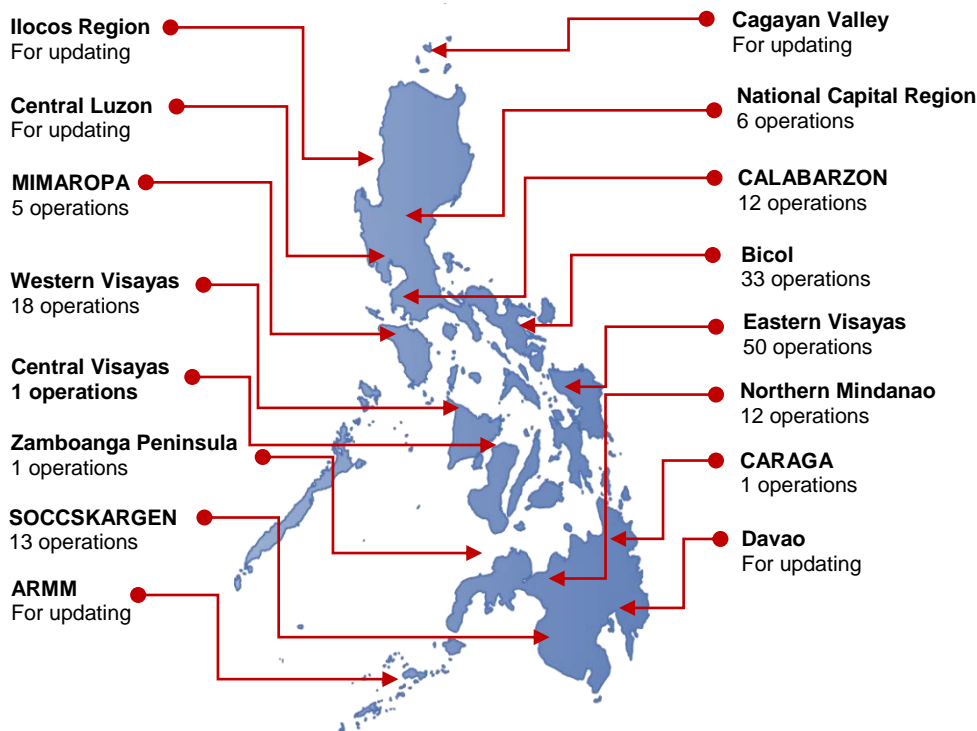 Ilocos Region
For updating
Central Luzon
For updating
MIMAROPA
5 operations
Western Visayas
18 operations
Central Visayas
1 operations
Zamboanga Peninsula
1 operations
SOCCSKARGEN
13 operations
ARMM
For updating
Cagayan Valley
For updating
National Capital Region
6 operations
CALABARZON
12 operations
Bicol
33 operations
Eastern Visayas
50 operations
Northern Mindanao
12 operations
CARAGA
1 operations
Davao
For updating